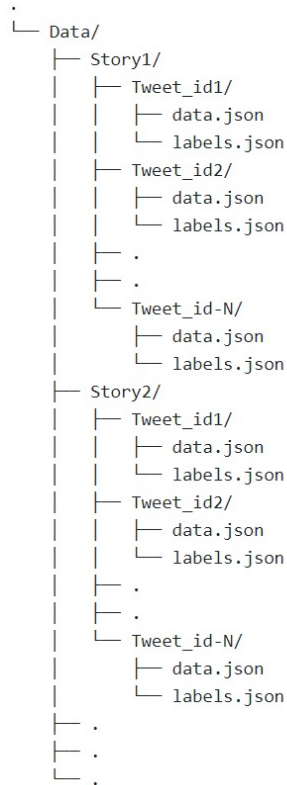 .
└── Data/
    ├── Story1/
    │   ├── Tweet_id1/
    │   │   ├── data.json
    │   │   └── labels.json
    │   ├── Tweet_id2/
    │   │   ├── data.json
    │   │   └── labels.json
    │   ├── .
    │   ├── .
    │   └── Tweet_id-N/
    │       ├── data.json
    │       └── labels.json
    ├── Story2/
    │   ├── Tweet_id1/
    │   │   ├── data.json
    │   │   └── labels.json
    │   ├── Tweet_id2/
    │   │   ├── data.json
    │   │   └── labels.json
    │   ├── .
    │   ├── .
    │   └── Tweet_id-N/
    │       ├── data.json
    │       └── labels.json
    ├── .
    ├── .
    └── .